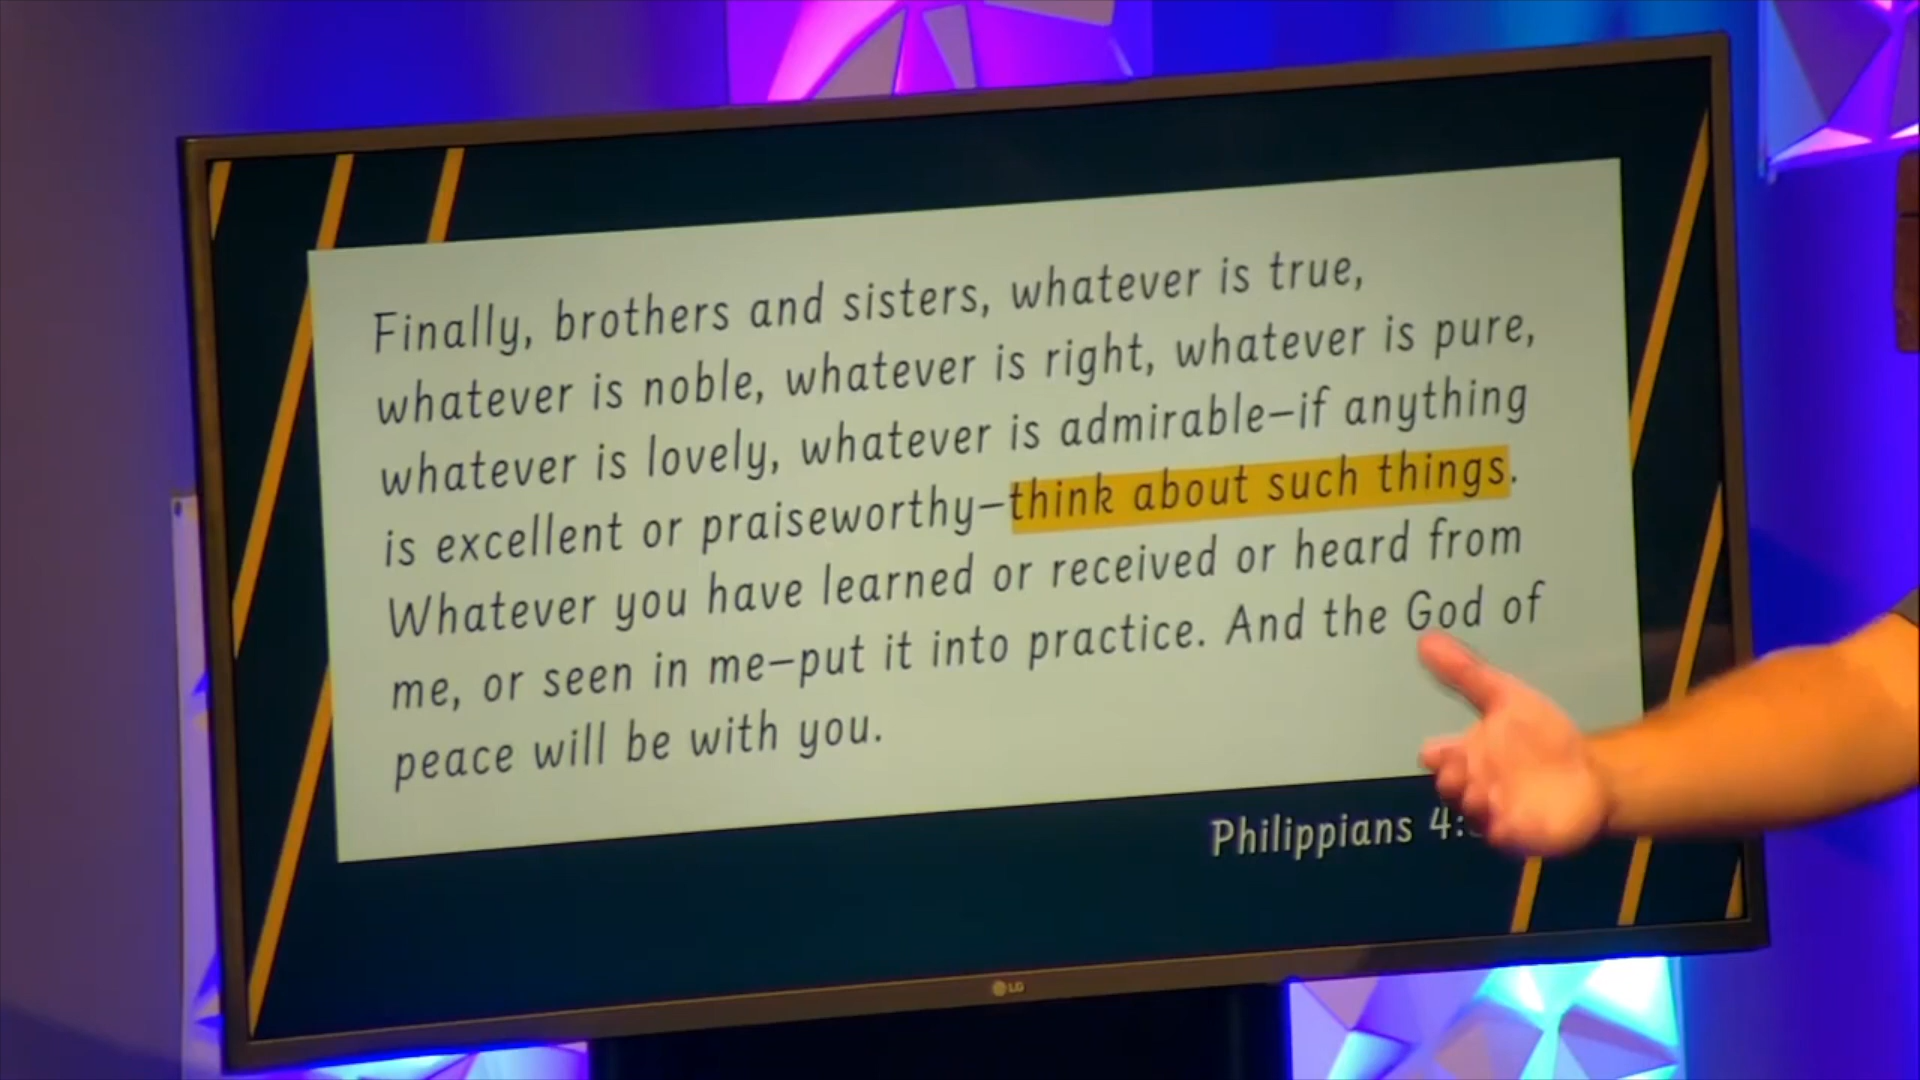 Finally, brothers and sisters, whatever is true,
whatever is noble, whatever is right, whatever is pure,
whatever is lovely, whatever is admirable—if anything
is excellent or praiseworthy—think about such things.
Whatever you have learned or received or heard from
me, or seen in me—put it into practice. And the God of
peace will be with you.
Philippians 4:
LG